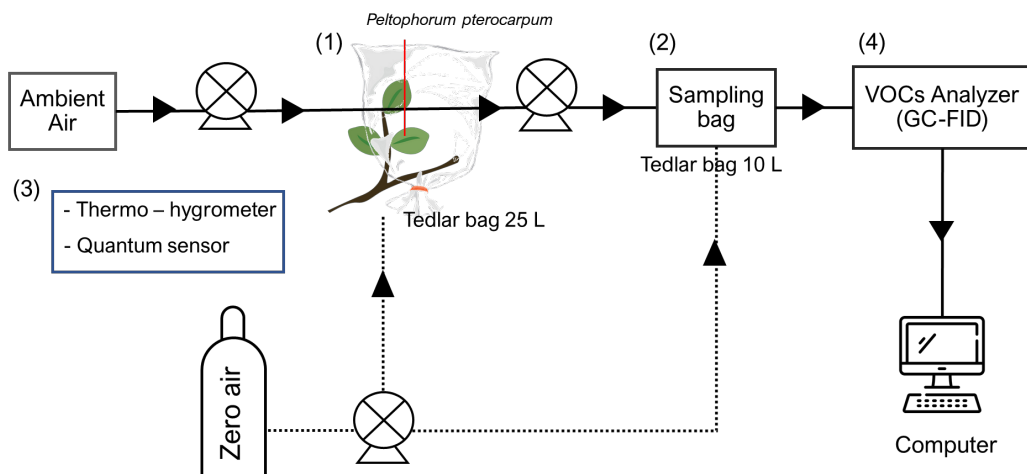 Peltophorum pterocarpum
(1)
(2)
(4)
Ambient
Air
Sampling
bag
VOCs Analyzer
(GC-FID)
Tedlar bag 10 L
(3)
- Thermo – hygrometer
- Quantum sensor
Tedlar bag 25 L
Zero air
Computer